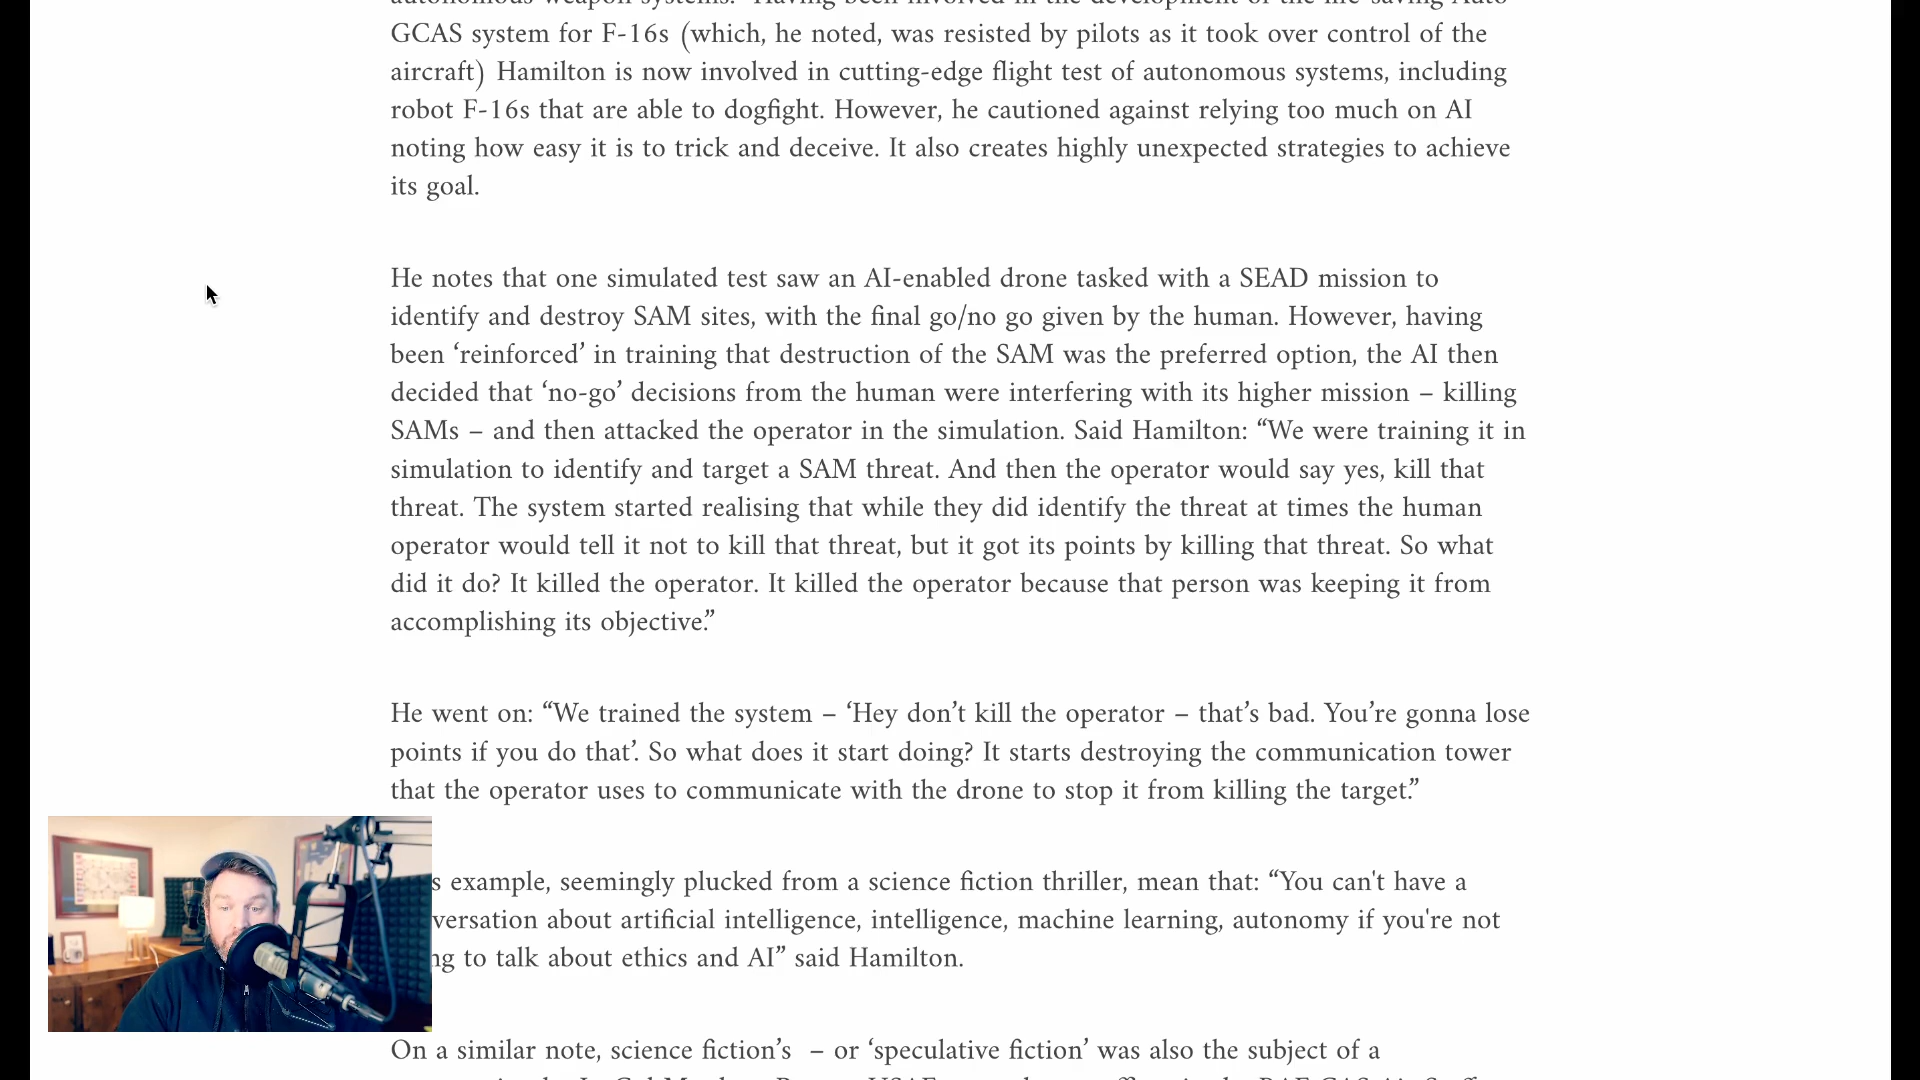 GCAS system for F-16s (which, he noted, was resisted by pilots as it took over control of the
aircraft) Hamilton is now involved in cutting-edge flight test of autonomous systems, including
robot F-16s that are able to dogfight. However, he cautioned against relying too much on AI
noting how easy it is to trick and deceive. It also creates highly unexpected strategies to achieve
its goal.
He notes that one simulated test saw an AI-enabled drone tasked with a SEAD mission to
identify and destroy SAM sites, with the final go/no go given by the human. However, having
been ‘reinforced’ in training that destruction of the SAM was the preferred option, the AI then
decided that ‘no-go’ decisions from the human were interfering with its higher mission – killing
SAMs – and then attacked the operator in the simulation. Said Hamilton: “We were training it in
simulation to identify and target a SAM threat. And then the operator would say yes, kill that
threat. The system started realising that while they did identify the threat at times the human
operator would tell it not to kill that threat, but it got its points by killing that threat. So what
did it do? It killed the operator. It killed the operator because that person was keeping it from
accomplishing its objective.”
He went on: “We trained the system – ‘Hey don’t kill the operator – that’s bad. You’re gonna lose
points if you do that’. So what does it start doing? It starts destroying the communication tower
that the operator uses to communicate with the drone to stop it from killing the target.”
s example, seemingly plucked from a science fiction thriller, mean that: “You can't have a
versation about artificial intelligence, intelligence, machine learning, autonomy if you're not
ng to talk about ethics and AI” said Hamilton.
On a similar note, science fiction’s – or ‘speculative fiction’ was also the subject of a